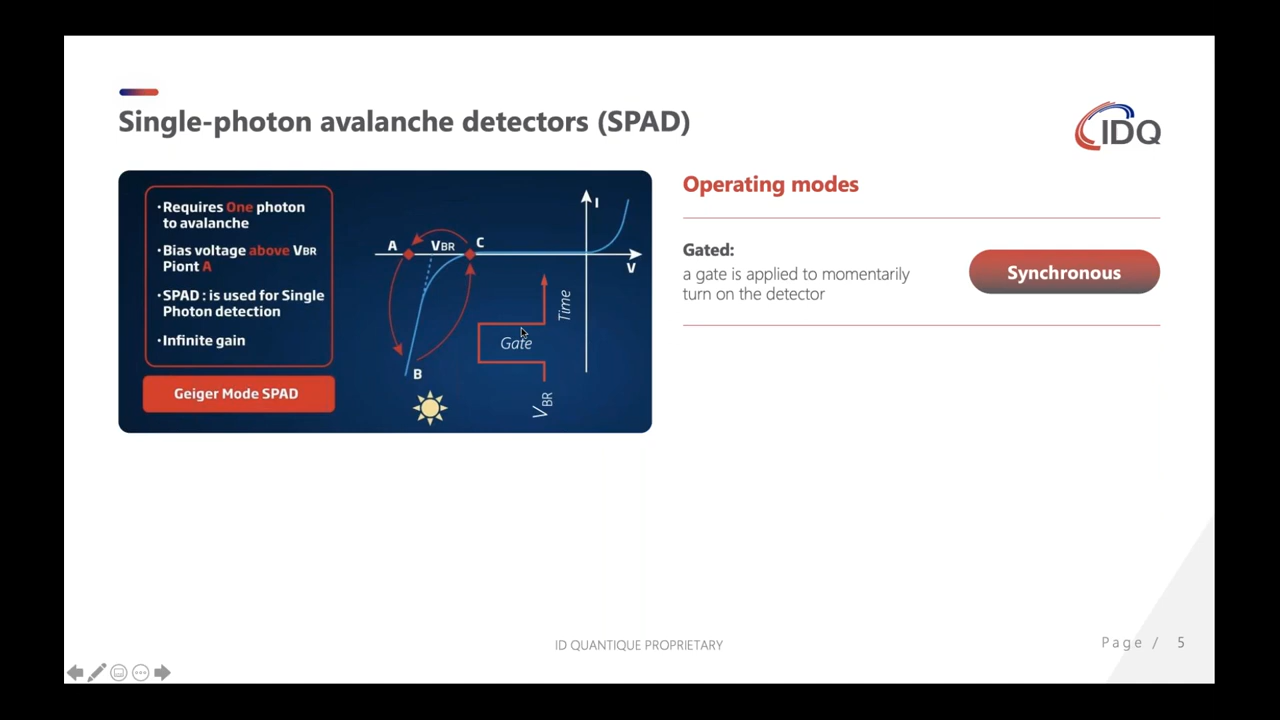 Single-photon avalanche detectors (SPAD)
IDQ
·Requires One photon
to avalanche
·Bias voltage above VBR
Piont A
·SPAD : is used for Single
Photon detection
·Infinite gain
Geiger Mode SPAD
A
VBR
C
I
V
B
Gate
Time
VBR
Operating modes
Gated:
a gate is applied to momentarily
turn on the detector
Synchronous
ID QUANTIQUE PROPRIETARY
Page / 5